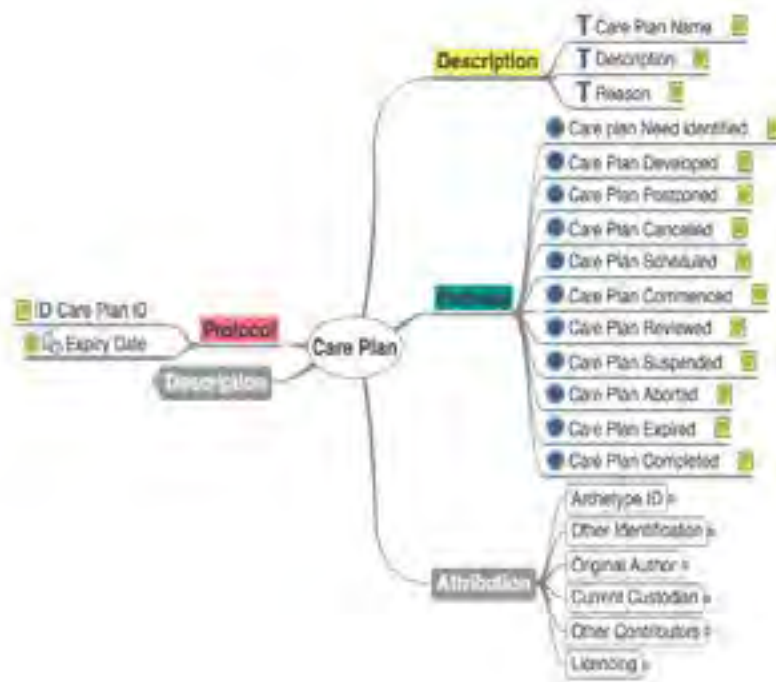 Description
T Care Plan Name
T Description
T Reason
Care plan Need identified
Care Plan Developed
Care Plan Postponed
Care Plan Cancelled
Care Plan Scheduled
Pathway
Care Plan Commenced
Care Plan Reviewed
Care Plan Suspended
Care Plan Aborted
Care Plan Expired
Care Plan Completed
ID Care Plan ID
Expiry Date
Protocol
Care Plan
Description
Attribution
Archetype ID
Other Identification
Original Author
Current Custodian
Other Contributors
Licencing